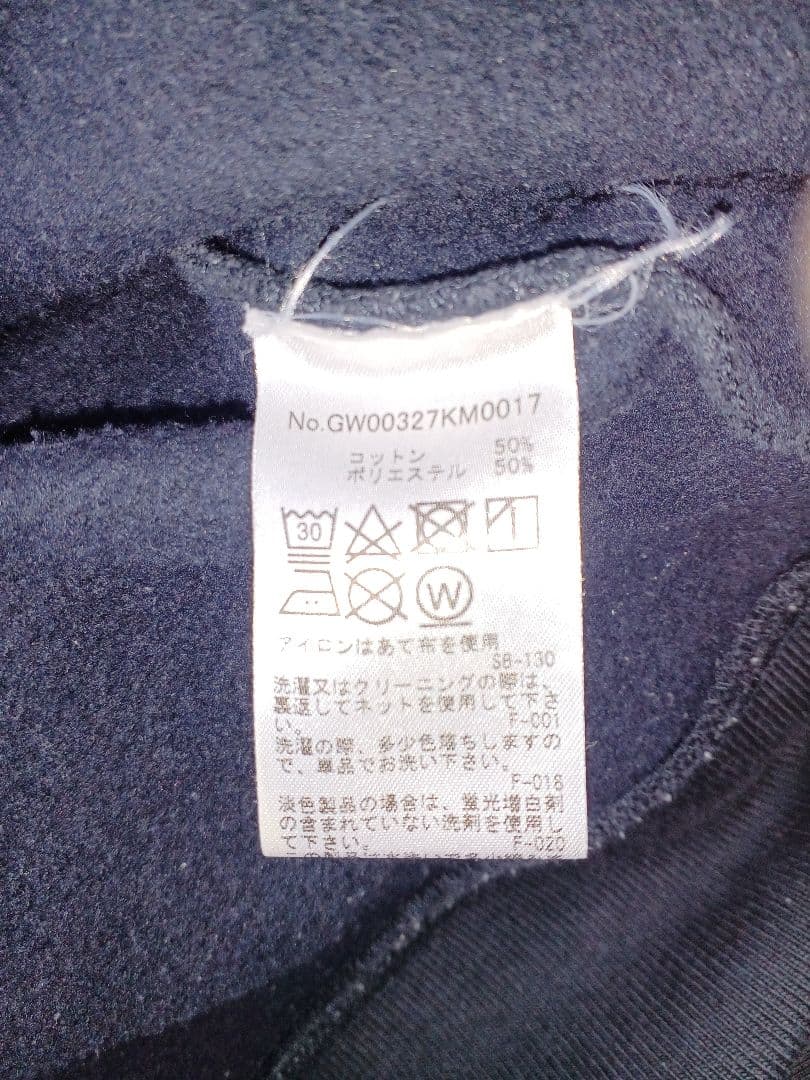 No.GW00327KM0017
コットン 50%
ポリエステル 50%
30
W
アイロンはあて布を使用
SB-130
洗濯又はクリーニングの際は、
裏返してネットを使用して下さ
い。 F-001
洗濯の際、多少色落ちしますの
で、単品でお洗い下さい。
F-016
淡色製品の場合は、蛍光増白剤
の含まれていない洗剤を使用し
て下さい。 F-020